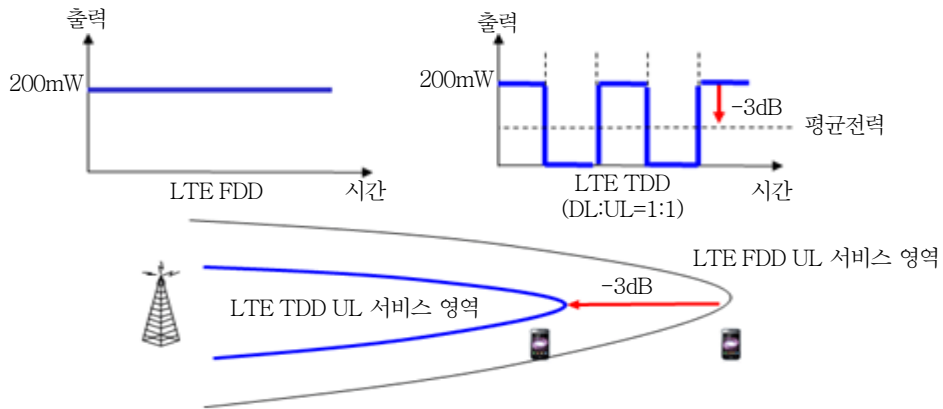 출력
200mW
LTE FDD
시간
출력
200mW
-3dB
평균전력
LTE TDD
(DL:UL=1:1)
시간
LTE FDD UL 서비스 영역
-3dB
LTE TDD UL 서비스 영역